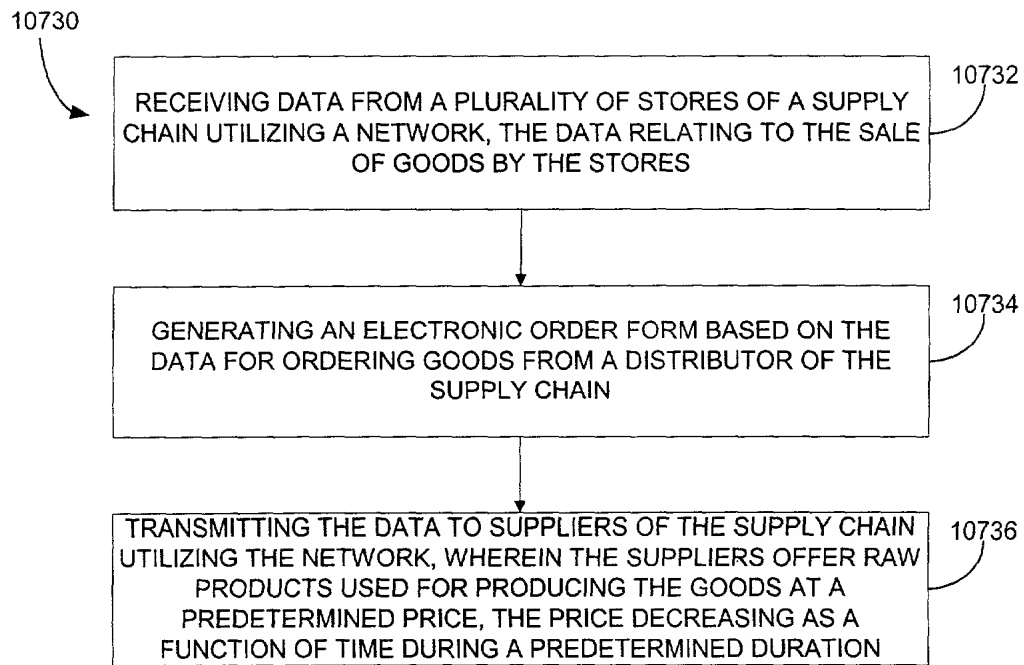 10730
10732
RECEIVING DATA FROM A PLURALITY OF STORES OF A SUPPLY
CHAIN UTILIZING A NETWORK, THE DATA RELATING TO THE SALE
OF GOODS BY THE STORES
10734
GENERATING AN ELECTRONIC ORDER FORM BASED ON THE
DATA FOR ORDERING GOODS FROM A DISTRIBUTOR OF THE
SUPPLY CHAIN
10736
TRANSMITTING THE DATA TO SUPPLIERS OF THE SUPPLY CHAIN
UTILIZING THE NETWORK, WHEREIN THE SUPPLIERS OFFER RAW
PRODUCTS USED FOR PRODUCING THE GOODS AT A
PREDETERMINED PRICE, THE PRICE DECREASING AS A
FUNCTION OF TIME DURING A PREDETERMINED DURATION